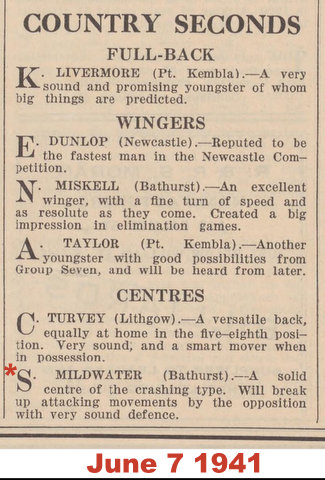 COUNTRY SECONDS
FULL-BACK
K. LIVERMORE (Pt. Kembla).—A very
sound and promising youngster of whom
big things are predicted.
WINGERS
E. DUNLOP (Newcastle).—Reputed to be
the fastest man in the Newcastle Com-
petition.
N. MISKELL (Bathurst).—An excellent
winger, with a fine turn of speed and
as resolute as they come. Created a big
impression in elimination games.
A. TAYLOR (Pt. Kembla).—Another
youngster with good possibilities from
Group Seven, and will be heard from later.
CENTRES
C. TURVEY (Lithgow).—A versatile back,
equally at home in the five-eighth posi-
tion. Very sound, and a smart mover when
in possession.
*S. MILDWATER (Bathurst).—A solid
centre of the crashing type. Will break
up attacking movements by the opposition
with very sound defence.
June 7 1941